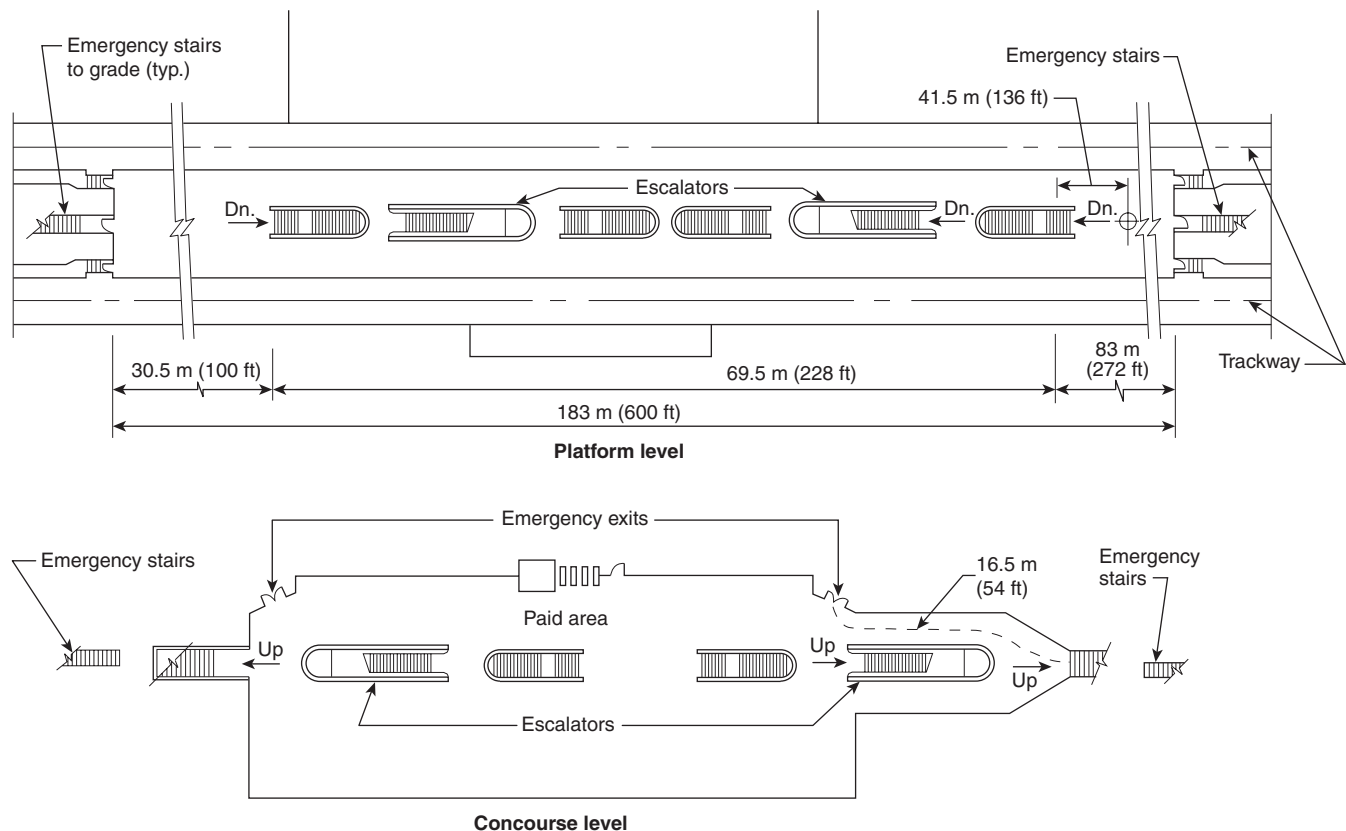 Emergency stairs
to grade (typ.)
Emergency stairs
41.5 m (136 ft)
Escalators
Dn.
Dn.
Dn.
83 m
(272 ft)
Trackway
30.5 m (100 ft)
69.5 m (228 ft)
183 m (600 ft)
Platform level
Emergency exits
Emergency stairs
16.5 m
(54 ft)
Emergency
stairs
Paid area
Up
Up
Up
Escalators
Concourse level